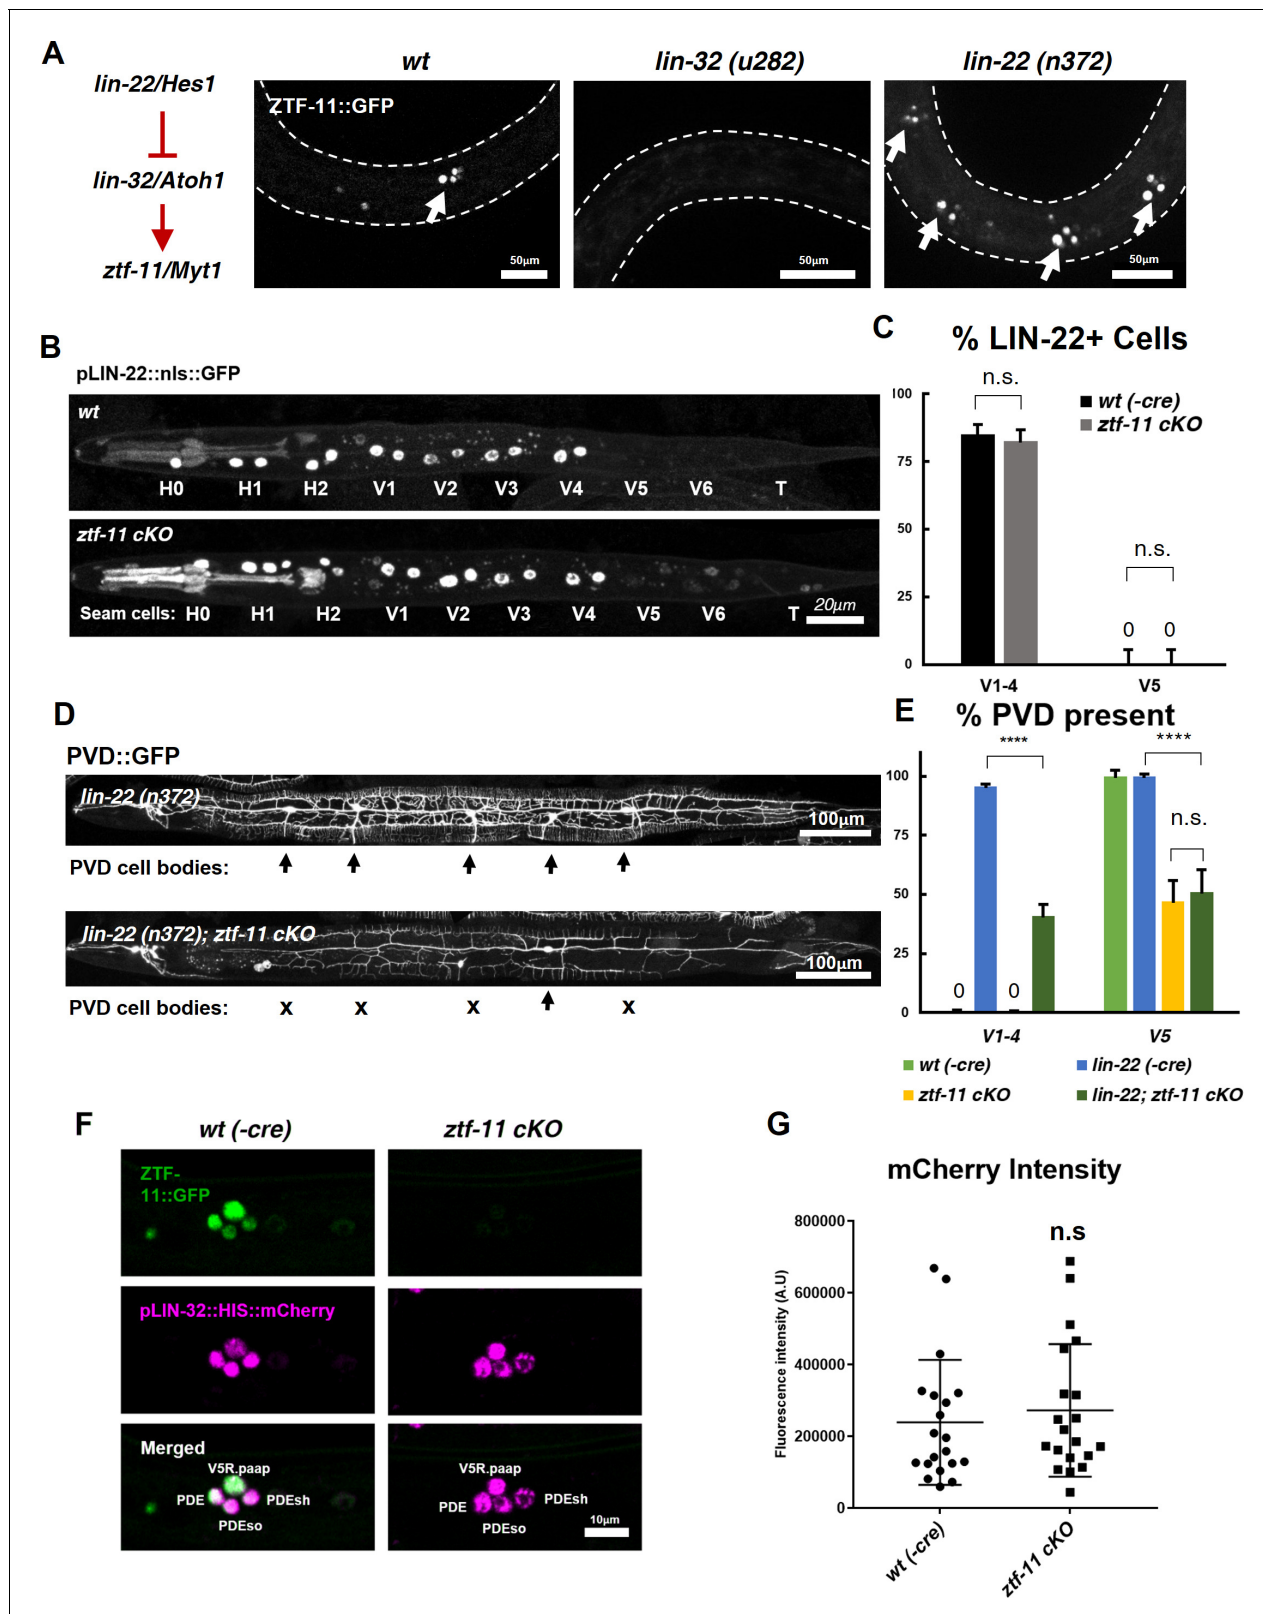 A
lin-22/Hes1
lin-32/Atoh1
ztf-11/Myt1
wt
lin-32 (u282)
lin-22 (n372)
ZTF-11::GFP
50µm
50µm
50µm
B
pLIN-22::nls::GFP
wt
H0 H1 H2 V1 V2 V3 V4 V5 V6 T
ztf-11 cKO
Seam cells: H0 H1 H2 V1 V2 V3 V4 V5 V6 T
20µm
C
% LIN-22+ Cells
n.s.
wt (-cre)
ztf-11 cKO
100
75
50
25
0
n.s.
0 0
V1-4 V5
D
PVD::GFP
lin-22 (n372)
100µm
PVD cell bodies:
lin-22 (n372); ztf-11 cKO
100µm
PVD cell bodies: x x x x
E
% PVD present
**** ****
n.s.
100
75
50
25
0
0 0
V1-4 V5
wt (-cre) lin-22 (-cre)
ztf-11 cKO lin-22; ztf-11 cKO
F
wt (-cre) ztf-11 cKO
ZTF-
11::GFP
pLIN-32::HIS::mCherry
Merged
V5R.paap
PDE PDEsh
PDEso
V5R.paap
PDE PDEsh
PDEso
10µm
G
mCherry Intensity
n.s
Fluorescence intensity (A.U)
800000
600000
400000
200000
0
wt (-cre)
ztf-11 cKO